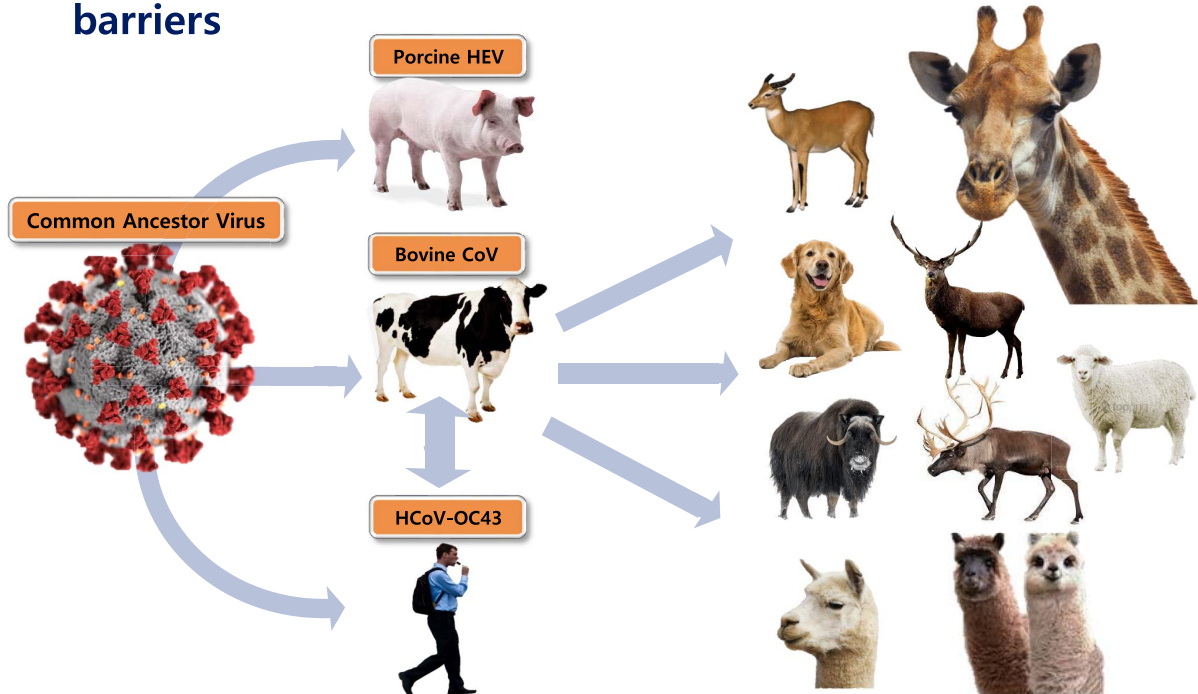 barriers
Porcine HEV
Common Ancestor Virus
Bovine CoV
HCoV-OC43